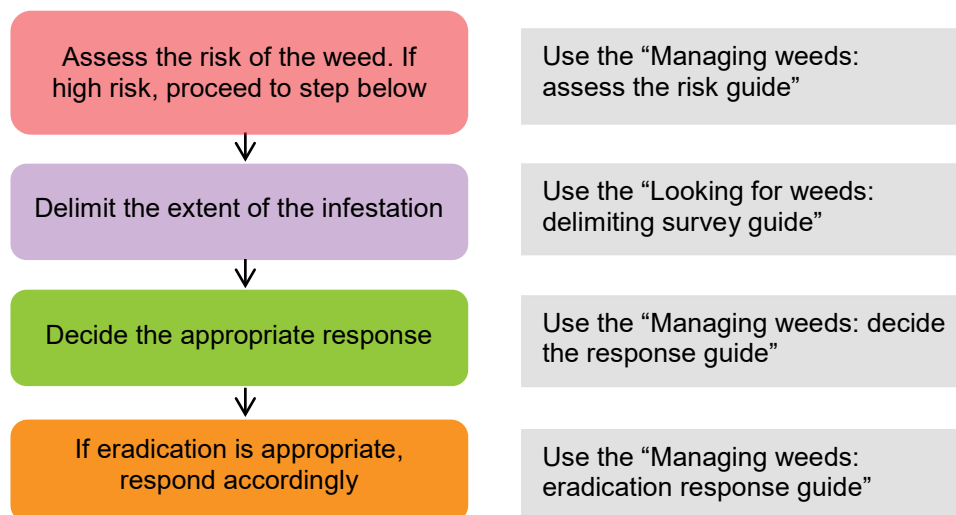 Assess the risk of the weed. If
high risk, proceed to step below
Use the “Managing weeds:
assess the risk guide”
Delimit the extent of the infestation
Use the “Looking for weeds:
delimiting survey guide”
Decide the appropriate response
Use the “Managing weeds: decide
the response guide”
If eradication is appropriate,
respond accordingly
Use the “Managing weeds:
eradication response guide”